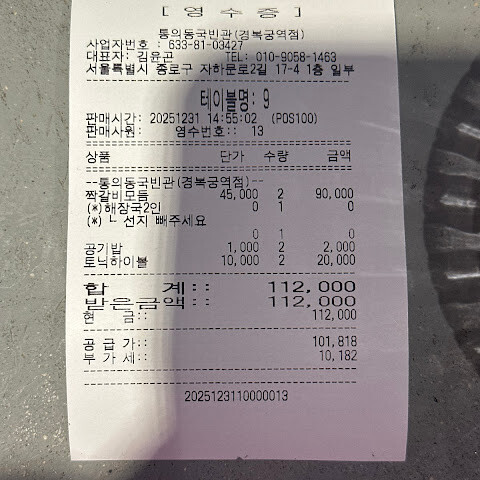 [ 영 수 증 ]
통의동국빈관(경복궁역점)
사업자번호 : 633-81-03427
대표자: 김윤곤 TEL: 010-9058-1463
서울특별시 종로구 자하문로2길 17-4 1층 일부
테이블명: 9
판매시간: 20251231 14:55:02 (POS100)
판매사원: 영수번호:: 13
상품 단가 수량 금액
--통의동국빈관(경복궁역점)--
짝갈비모듬 45,000 2 90,000
(*)해장국2인 0 1 0
(*) ㄴ 선지 빼주세요
0 1 0
공기밥 1,000 2 2,000
토닉하이볼 10,000 2 20,000
합 계:: 112,000
받은금액:: 112,000
현 금:: 112,000
공 급 가:: 101,818
부 가 세:: 10,182
2025123110000013